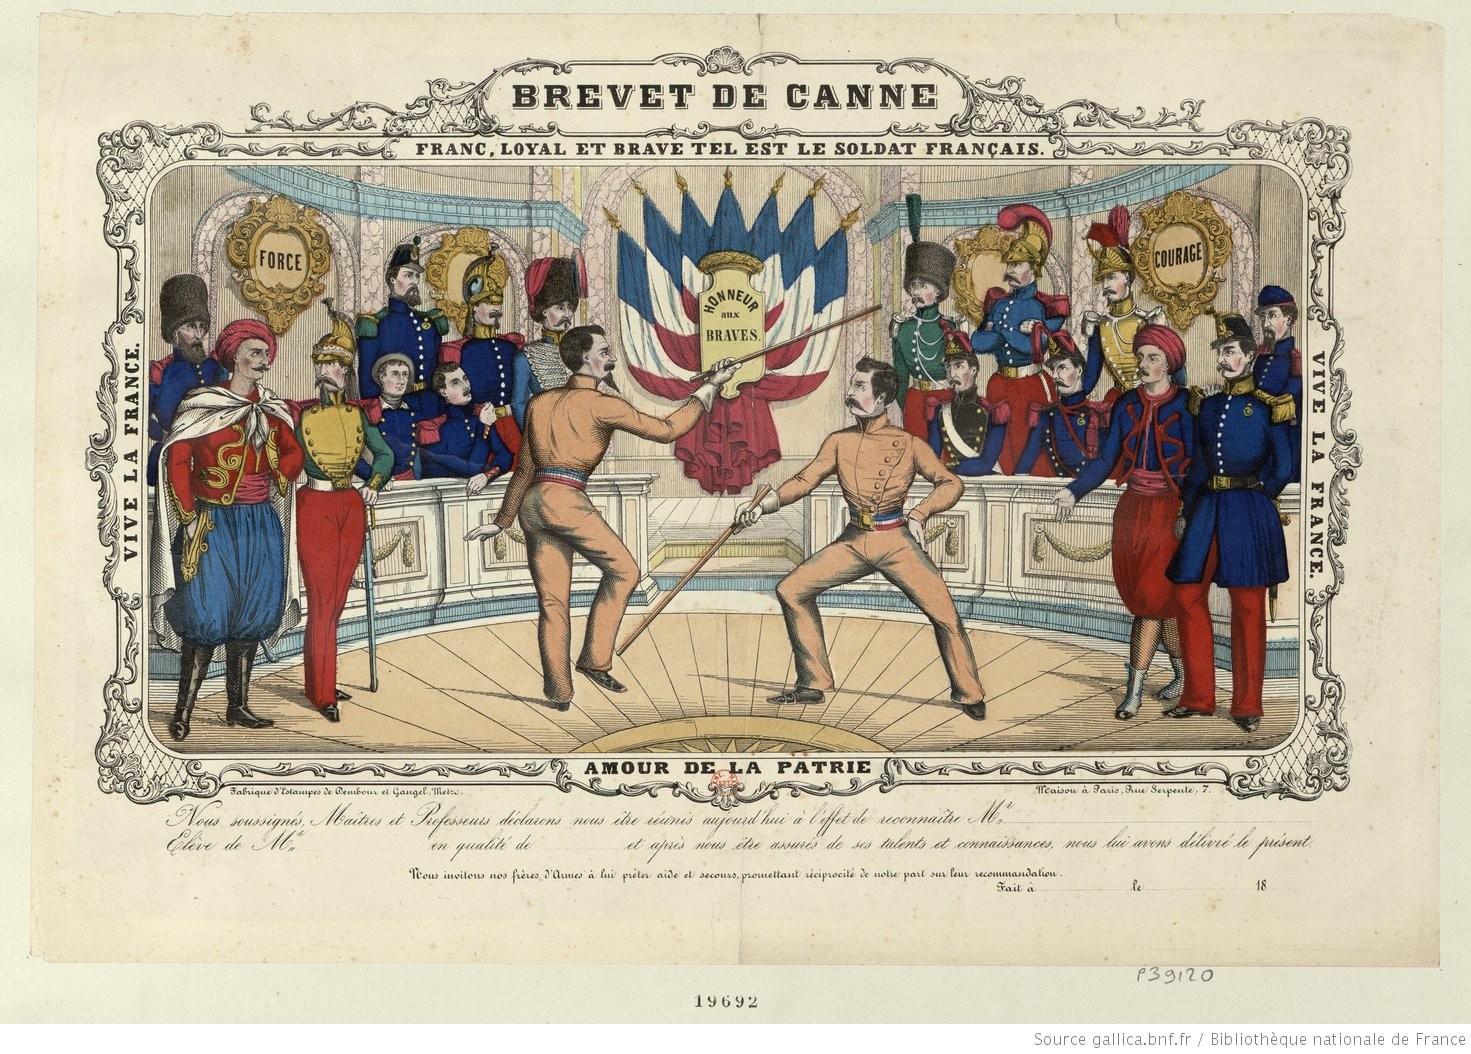 BREVET DE CANNE
FRANC, LOYAL ET BRAVE TEL EST LE SOLDAT FRANÇAIS.
FORCE
HONNEUR
aux
BRAVES.
COURAGE
VIVE LA FRANCE.
VIVE LA FRANCE.
AMOUR DE LA PATRIE
Fabrique d'Estampes de Dembour et Gangel, Metz.
Maison à Paris, Rue Serpente, 7.
Nous soussignés, Maîtres et Professeurs déclarons nous être réunis aujourd'hui à l'effet de reconnaître Mr.
Elève de Mr. en qualité de et après nous être assurés de ses talents et connaissances, nous lui avons délivré le présent.
Nous invitons nos frères d'Armes à lui prêter aide et secours, promettant réciprocité de notre part sur leur recommandation.
Fait à le 18
P39120
19692
Source gallica.bnf.fr / Bibliothèque nationale de France